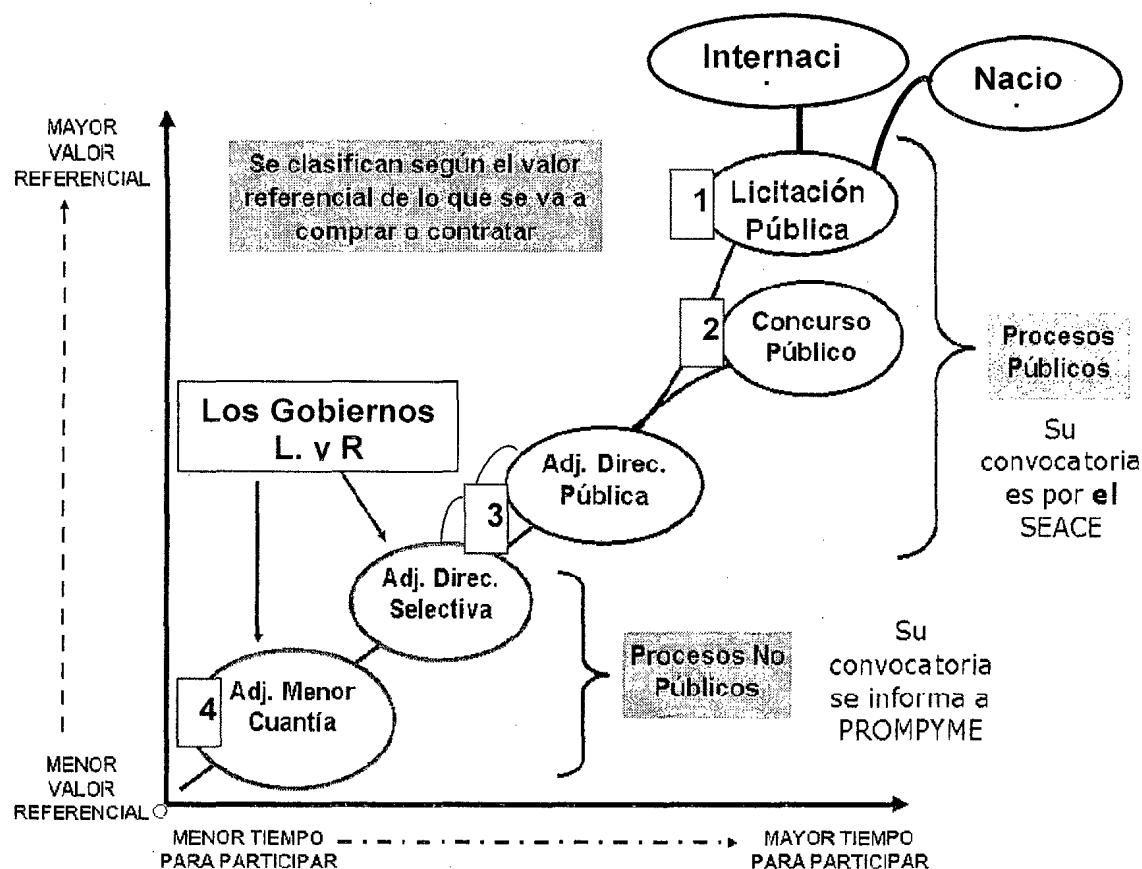 Internaci
.
Nacio
.
MAYOR
VALOR
REFERENCIAL
Se clasifican según el valor
referencial de lo que se va a
comprar o contratar
1
Licitación
Pública
2
Concurso
Público
Procesos
Públicos
Su
convocatoria
es por el
SEACE
Los Gobiernos
L. v R
Adj. Direc.
Pública
3
Adj. Direc.
Selectiva
Procesos No
Públicos
Su
convocatoria
se informa a
PROMPYME
4
Adj. Menor
Cuantía
MENOR
VALOR
REFERENCIAL
MENOR TIEMPO
PARA PARTICIPAR
MAYOR TIEMPO
PARA PARTICIPAR